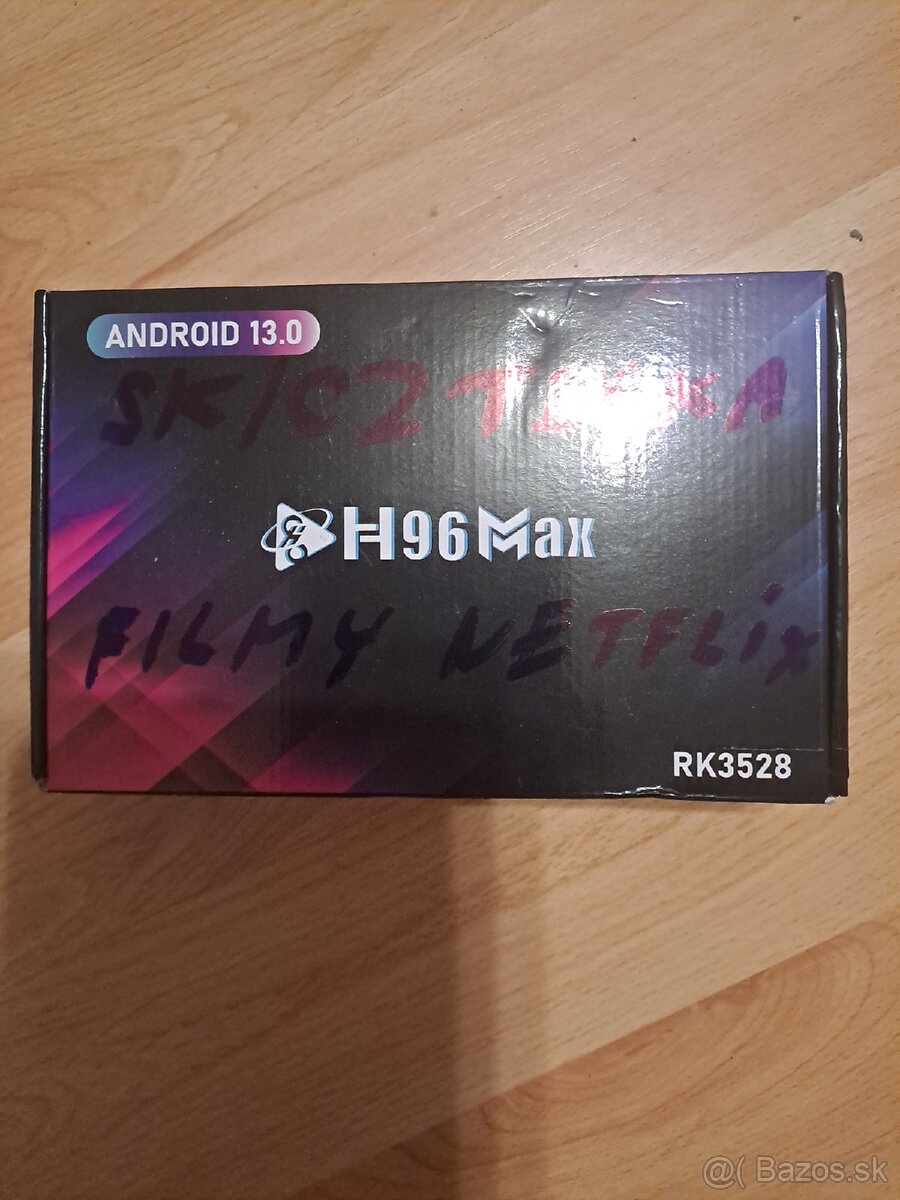 ANDROID 13.0
SK/CZ
H96 Max
FILMY NETFLIX
RK3528
@( Bazos.sk